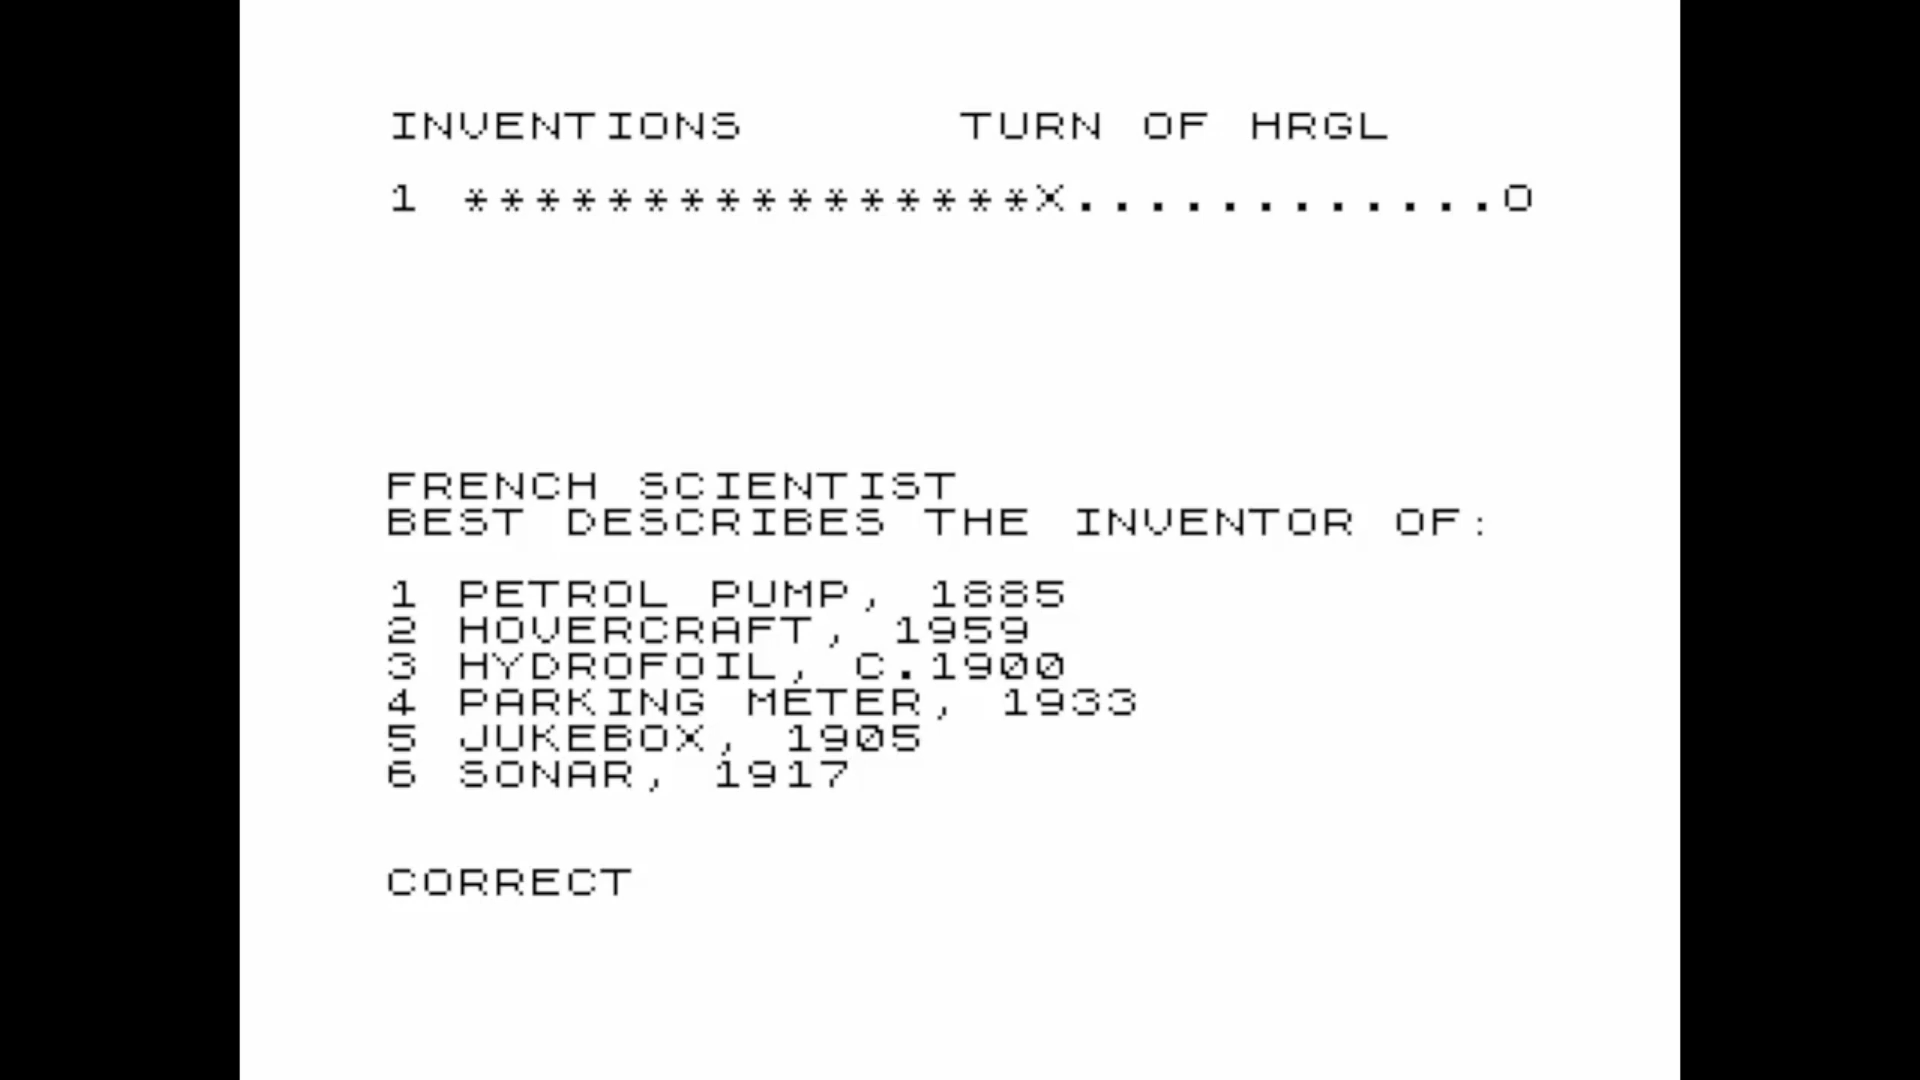 INVENTIONS TURN OF HRGL
1 ****************X............O
FRENCH SCIENTIST
BEST DESCRIBES THE INVENTOR OF:
1 PETROL PUMP, 1885
2 HOVERCRAFT, 1959
3 HYDROFOIL, C.1900
4 PARKING METER, 1933
5 JUKEBOX, 1905
6 SONAR, 1917
CORRECT